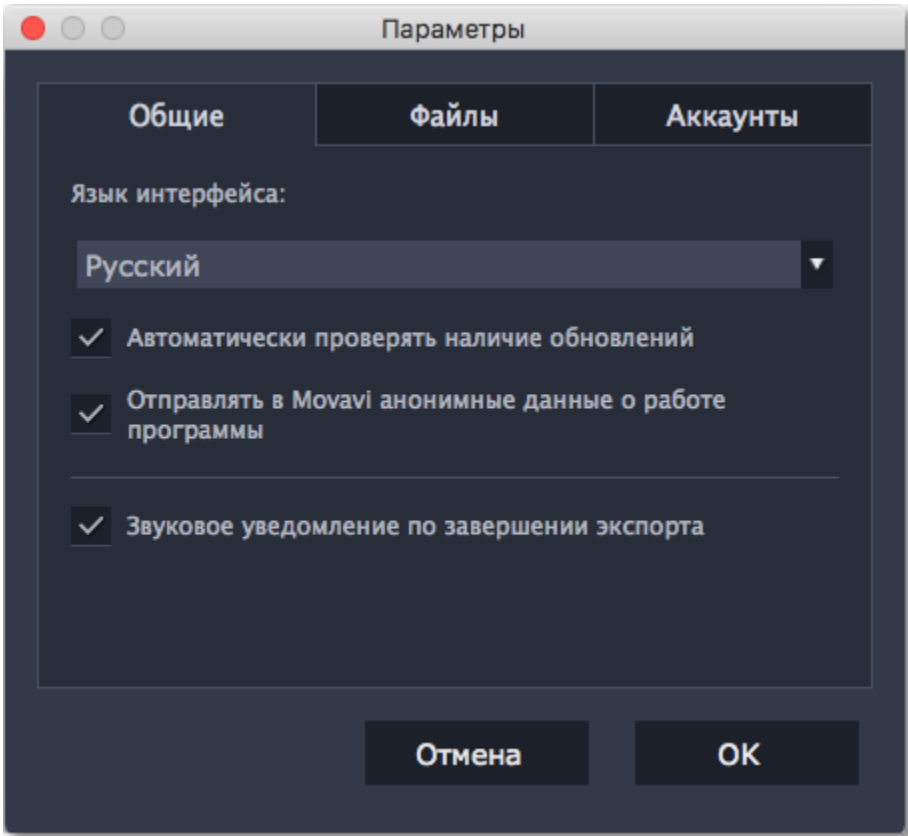 Параметры
Общие
Файлы
Аккаунты
Язык интерфейса:
Русский
Автоматически проверять наличие обновлений
Отправлять в Movavi анонимные данные о работе
программы
Звуковое уведомление по завершении экспорта
Отмена
OK